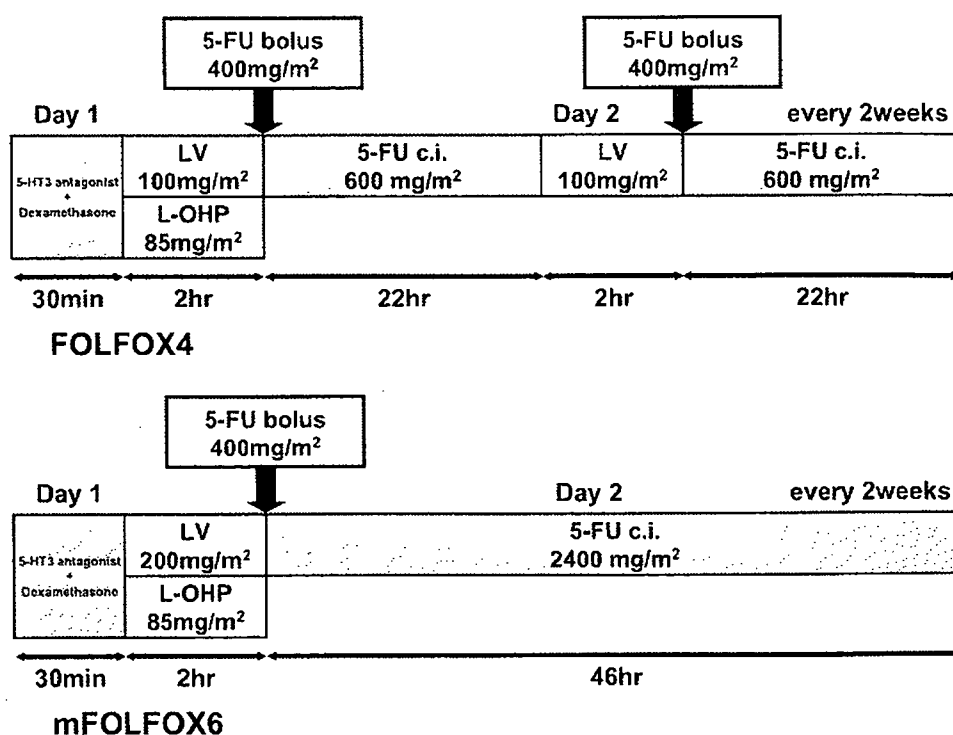 5-FU bolus
400mg/m²
5-FU bolus
400mg/m²
Day 1
Day 2
every 2weeks
5-HT3 antagonist
+
Dexamethasone
LV
100mg/m²
L-OHP
85mg/m²
5-FU c.i.
600 mg/m²
LV
100mg/m²
5-FU c.i.
600 mg/m²
30min
2hr
22hr
2hr
22hr
FOLFOX4
5-FU bolus
400mg/m²
Day 1
Day 2
every 2weeks
5-HT3 antagonist
+
Dexamethasone
LV
200mg/m²
L-OHP
85mg/m²
5-FU c.i.
2400 mg/m²
30min
2hr
46hr
mFOLFOX6